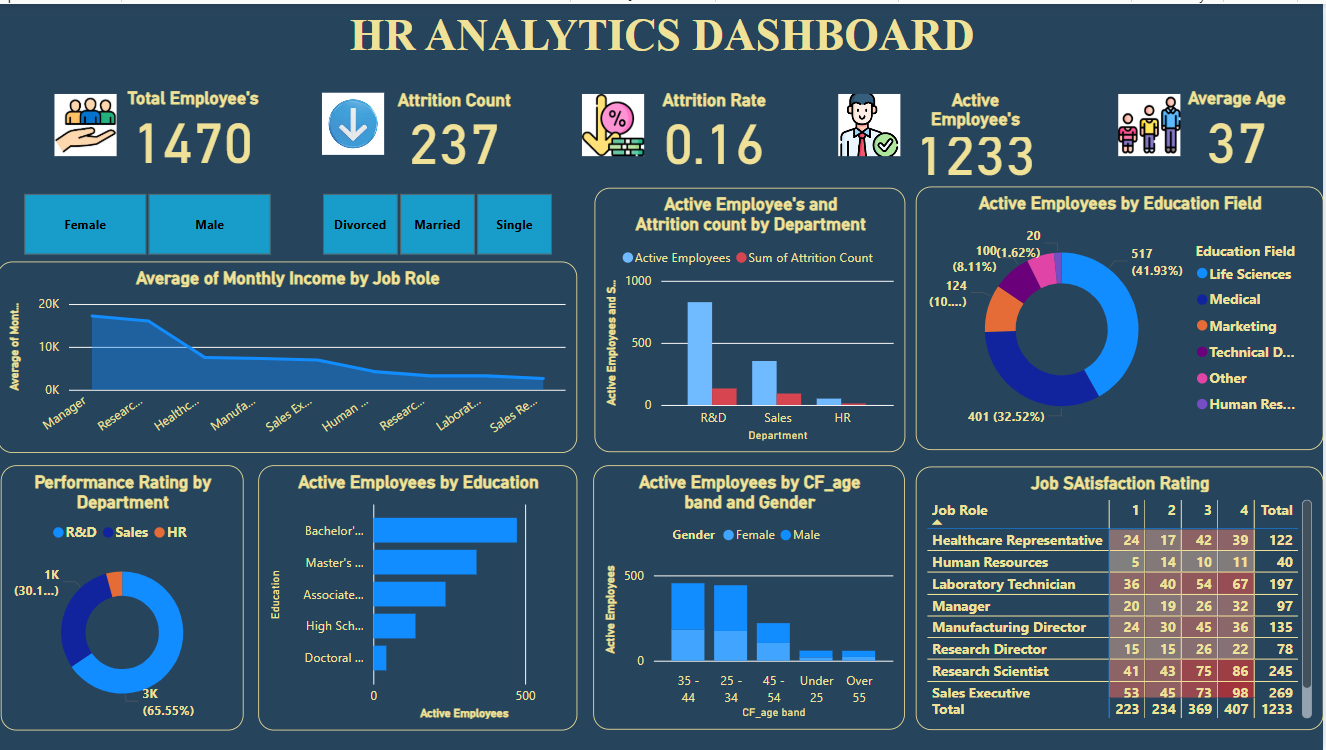 HR ANALYTICS DASHBOARD
Total Employee's
1470
Attrition Count
237
Attrition Rate
%
0.16
Active
Employee's
1233
Average Age
37
Female
Male
Divorced
Married
Single
Average of Monthly Income by Job Role
Average of Mont...
20K
10K
0K
Manager
Researc...
Healthc...
Manufa...
Sales Ex...
Human ...
Researc...
Laborat...
Sales Re...
Active Employee's and
Attrition count by Department
Active Employees
Sum of Attrition Count
Active Employees and S...
1000
500
0
R&D
Sales
HR
Department
Active Employees by Education Field
20
(1.62%)
100
(8.11%)
124
(10....)
517
(41.93%)
401 (32.52%)
Education Field
Life Sciences
Medical
Marketing
Technical D...
Other
Human Res...
Performance Rating by
Department
R&D
Sales
HR
1K
(30.1...)
3K
(65.55%)
Active Employees by Education
Education
Bachelor'...
Master's ...
Associate...
High Sch...
Doctoral ...
0
500
Active Employees
Active Employees by CF_age
band and Gender
Gender
Female
Male
Active Employees
500
0
35 -
44
25 -
34
45 -
54
Under
25
Over
55
CF_age band
Job SAtisfaction Rating
Job Role 1 2 3 4 Total
Healthcare Representative 24 17 42 39 122
Human Resources 5 14 10 11 40
Laboratory Technician 36 40 54 67 197
Manager 20 19 26 32 97
Manufacturing Director 24 30 45 36 135
Research Director 15 15 26 22 78
Research Scientist 41 43 75 86 245
Sales Executive 53 45 73 98 269
Total 223 234 369 407 1233